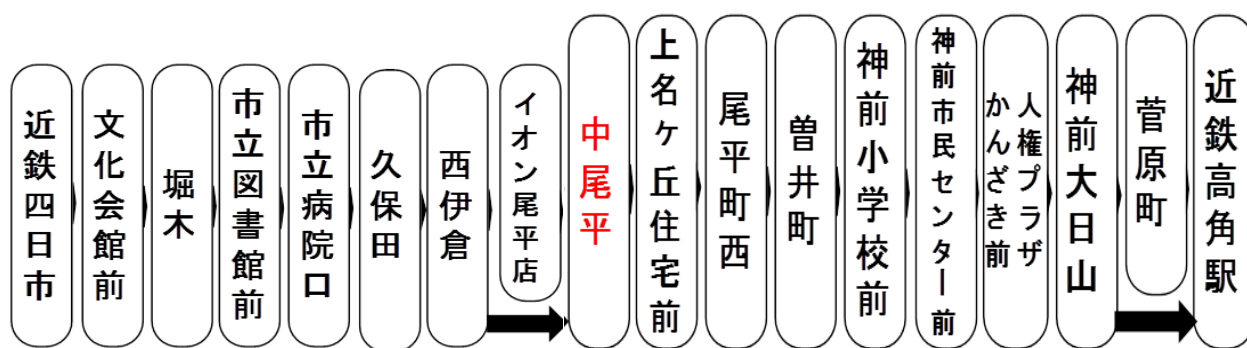 近鉄四日市
文化会館前
堀木
市立図書館前
市立病院口
久保田
西伊倉
イオン尾平店
中尾平
上名ヶ丘住宅前
尾平町西
曽井町
神前小学校前
神前市民センター前
人権プラザ
かんざき前
神前大日山
菅原町
近鉄高角駅